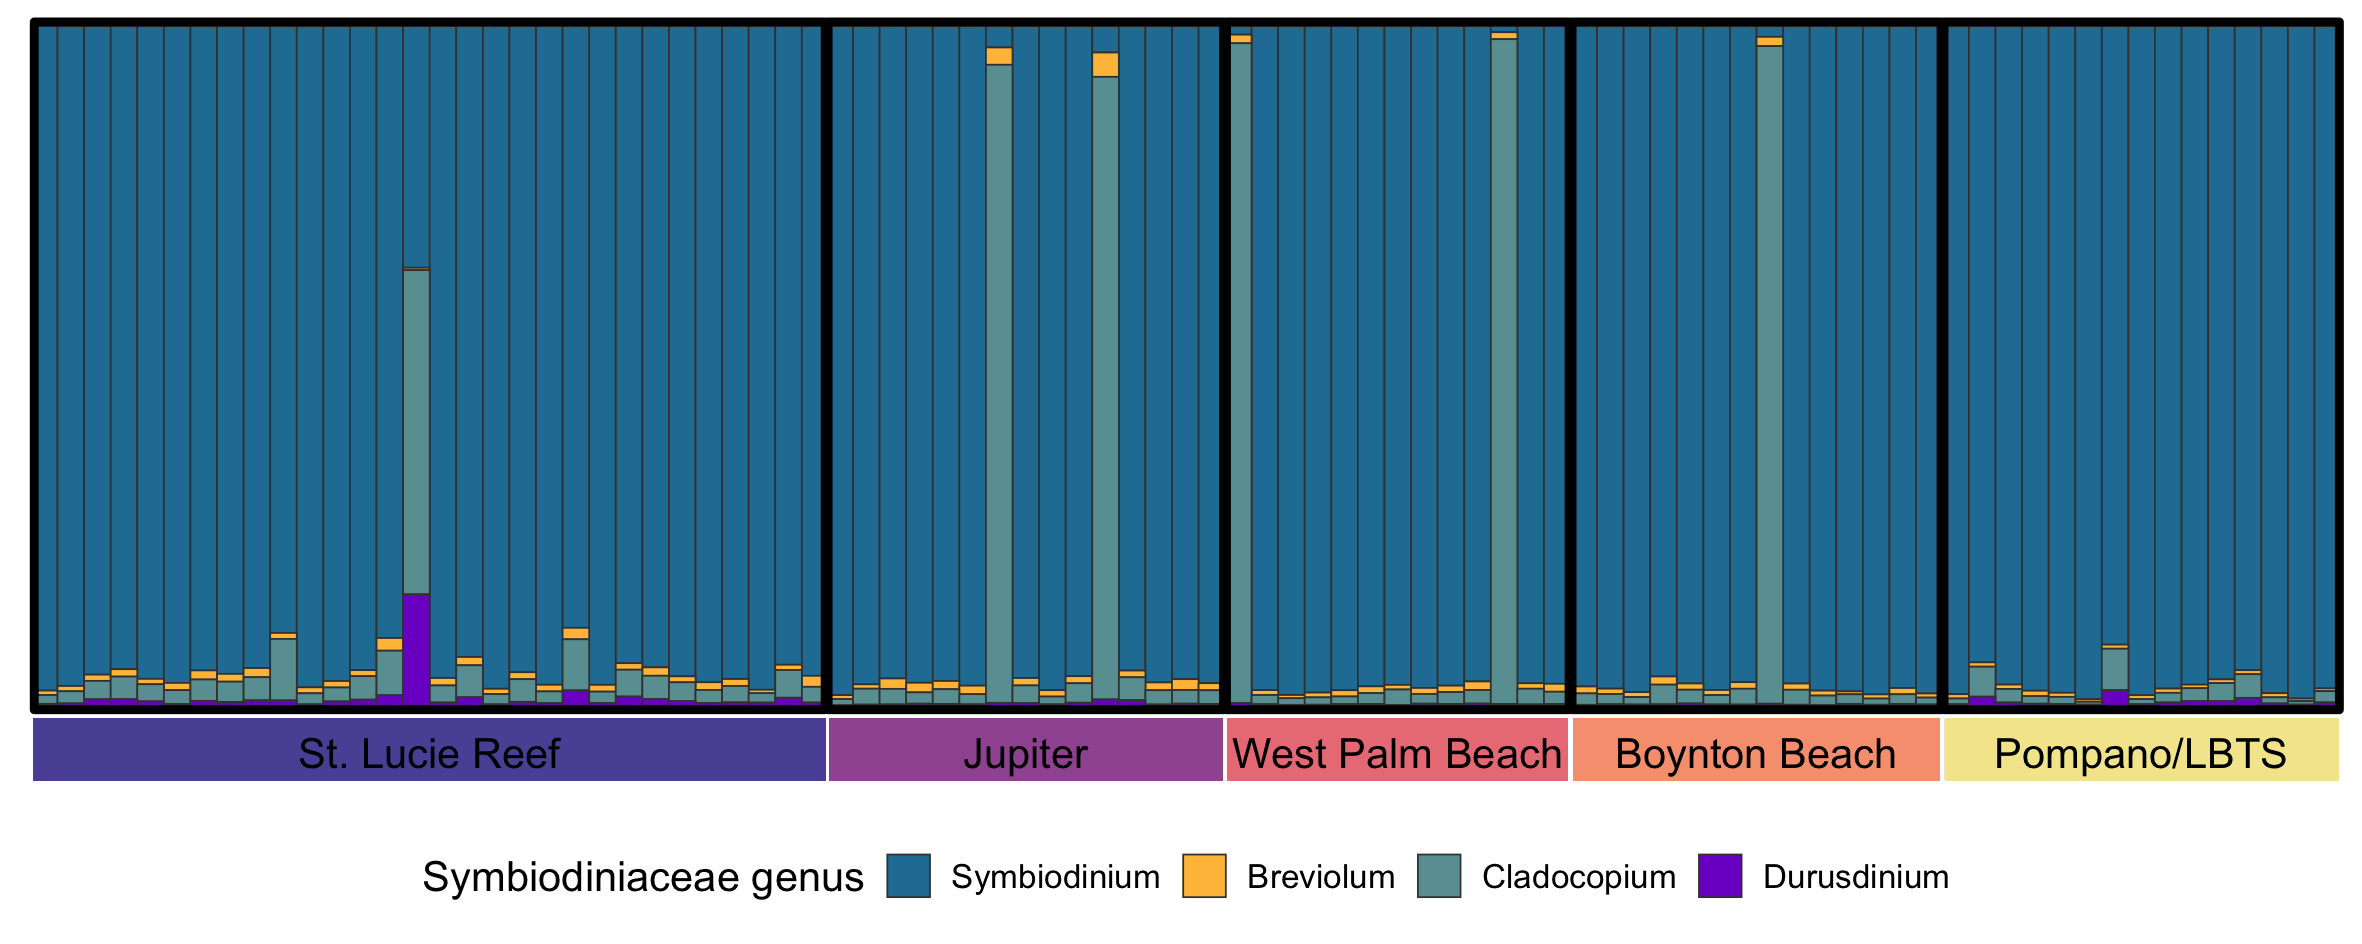 St. Lucie Reef Jupiter West Palm Beach Boynton Beach Pompano/LBTS
Symbiodiniaceae genus Symbiodinium Breviolum Cladocopium Durusdinium